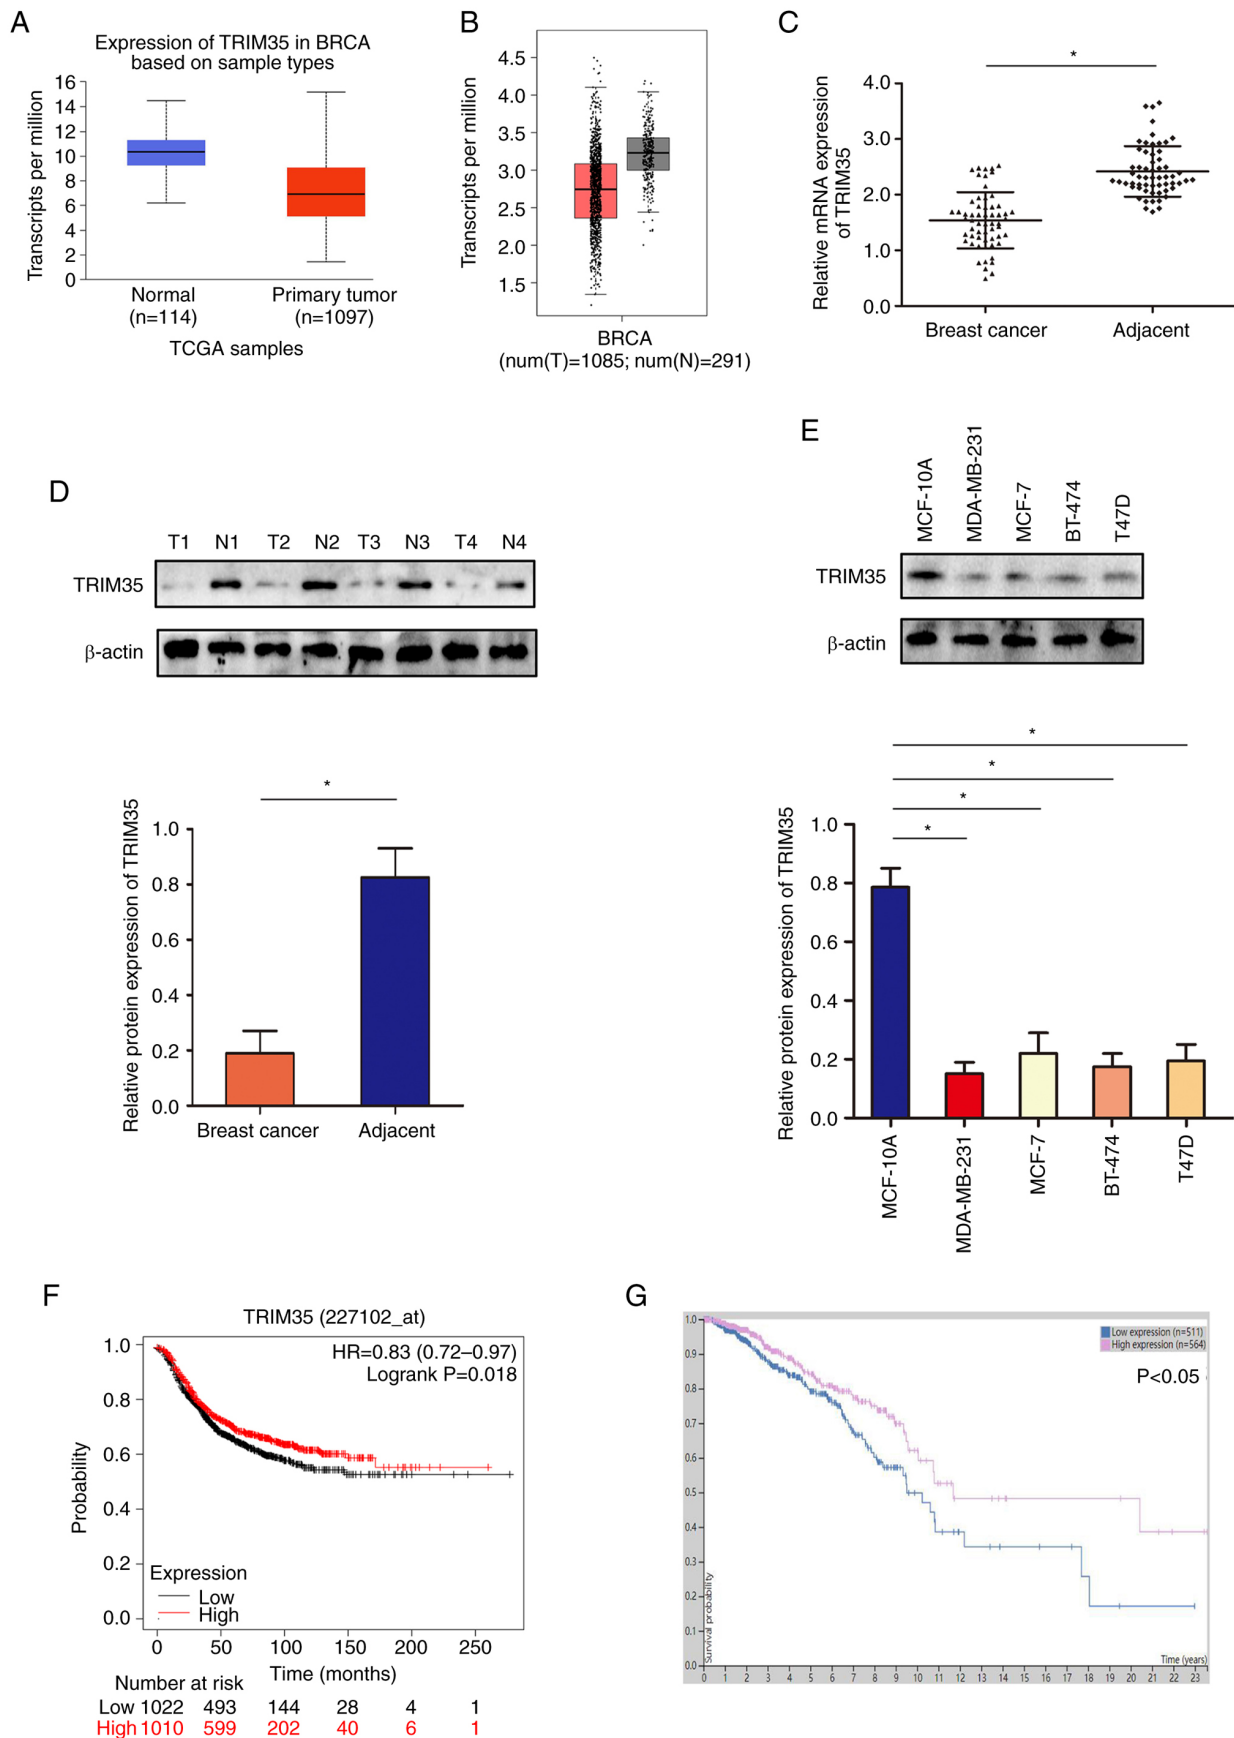 A
Expression of TRIM35 in BRCA
based on sample types
Transcripts per million
16
14
12
10
8
6
4
2
0
Normal
(n=114)
Primary tumor
(n=1097)
TCGA samples
B
Transcripts per million
4.5
4.0
3.5
3.0
2.5
2.0
1.5
BRCA
(num(T)=1085; num(N)=291)
C
*
Relative mRNA expression
of TRIM35
4.0
3.0
2.0
1.0
0.0
Breast cancer
Adjacent
D
T1 N1 T2 N2 T3 N3 T4 N4
TRIM35
β-actin
*
Relative protein expression of TRIM35
1.0
0.8
0.6
0.4
0.2
0.0
Breast cancer
Adjacent
E
MCF-10A
MDA-MB-231
MCF-7
BT-474
T47D
TRIM35
β-actin
*
*
*
*
Relative protein expression of TRIM35
1.0
0.8
0.6
0.4
0.2
0.0
MCF-10A
MDA-MB-231
MCF-7
BT-474
T47D
F
TRIM35 (227102_at)
HR=0.83 (0.72–0.97)
Logrank P=0.018
Probability
1.0
0.8
0.6
0.4
0.2
0.0
Expression
Low
High
0 50 100 150 200 250
Time (months)
Number at risk
Low 1022 493 144 28 4 1
High 1010 599 202 40 6 1
G
Low expression (n=511)
High expression (n=564)
P<0.05
1.0
0.9
0.8
0.7
0.6
0.5
0.4
0.3
0.2
0.1
0.0
Survival probability
Time (years)
0 1 2 3 4 5 6 7 8 9 10 11 12 13 14 15 16 17 18 19 20 21 22 23